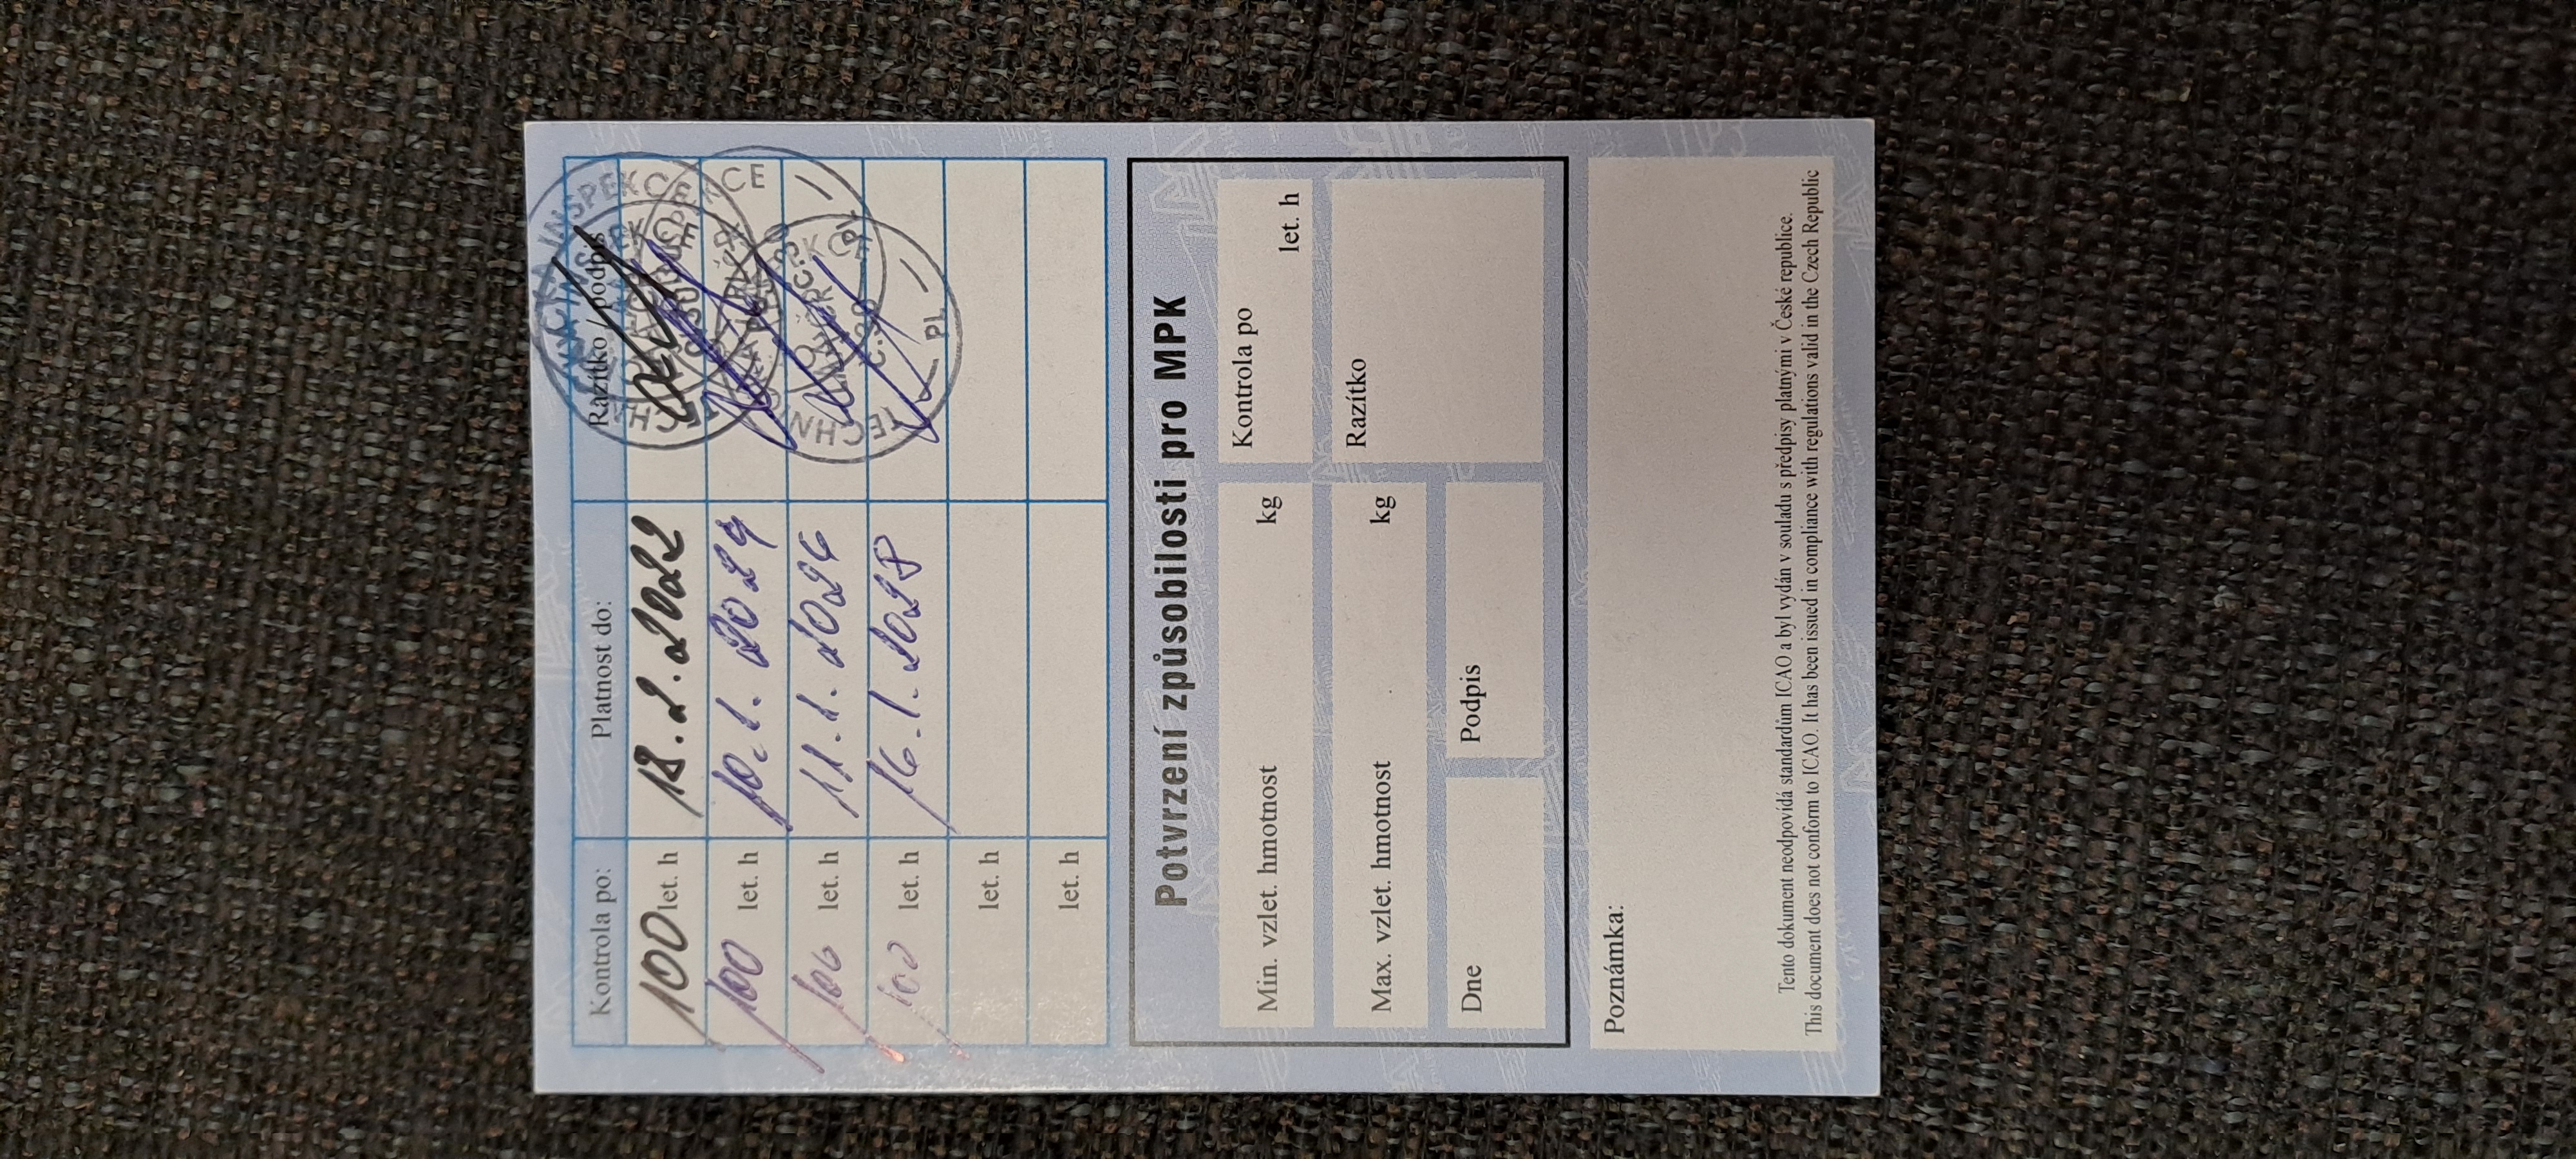 Kontrola po: Platnost do: Razítko / podpis
100 let. h 18.2.2022
100 let. h 10.1.2024
100 let. h 11.1.2026
100 let. h 16.1.2028
let. h
let. h
TECHNICKÁ INSPEKCE
PL
Potvrzení způsobilosti pro MPK
Min. vzlet. hmotnost kg Kontrola po let. h
Max. vzlet. hmotnost kg Razítko
Dne Podpis
Poznámka:
Tento dokument neodpovídá standardům ICAO a byl vydán v souladu s předpisy platnými v České republice.
This document does not conform to ICAO. It has been issued in compliance with regulations valid in the Czech Republic